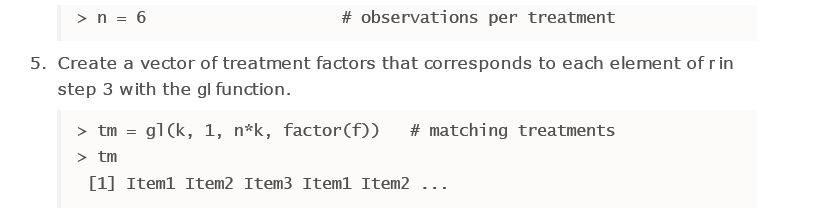 > n = 6                       # observations per treatment
5. Create a vector of treatment factors that corresponds to each element of r in
step 3 with the gl function.
> tm = gl(k, 1, n*k, factor(f))   # matching treatments
> tm
 [1] Item1 Item2 Item3 Item1 Item2 ...